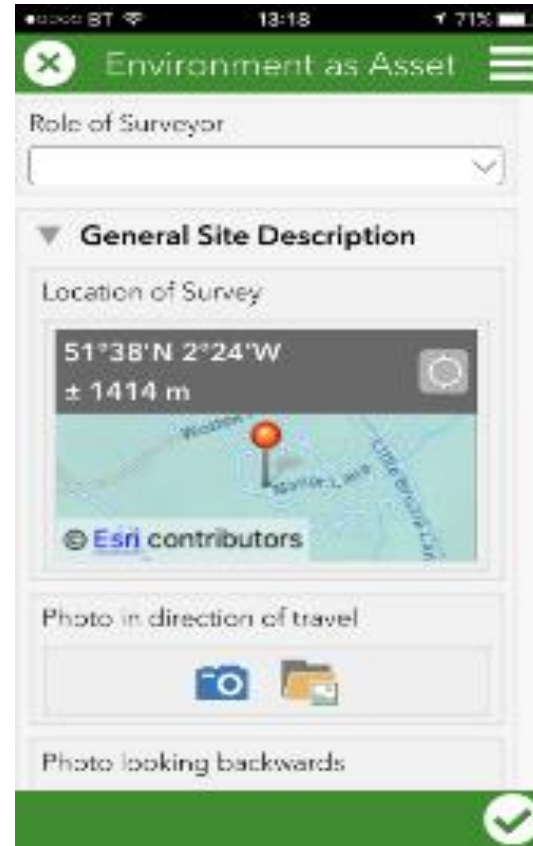 BT 13:18 71%
Environment as Asset
Role of Surveyor
General Site Description
Location of Survey
51°38'N 2°24'W
± 1414 m
© Esri contributors
Photo in direction of travel
Photo looking backwards